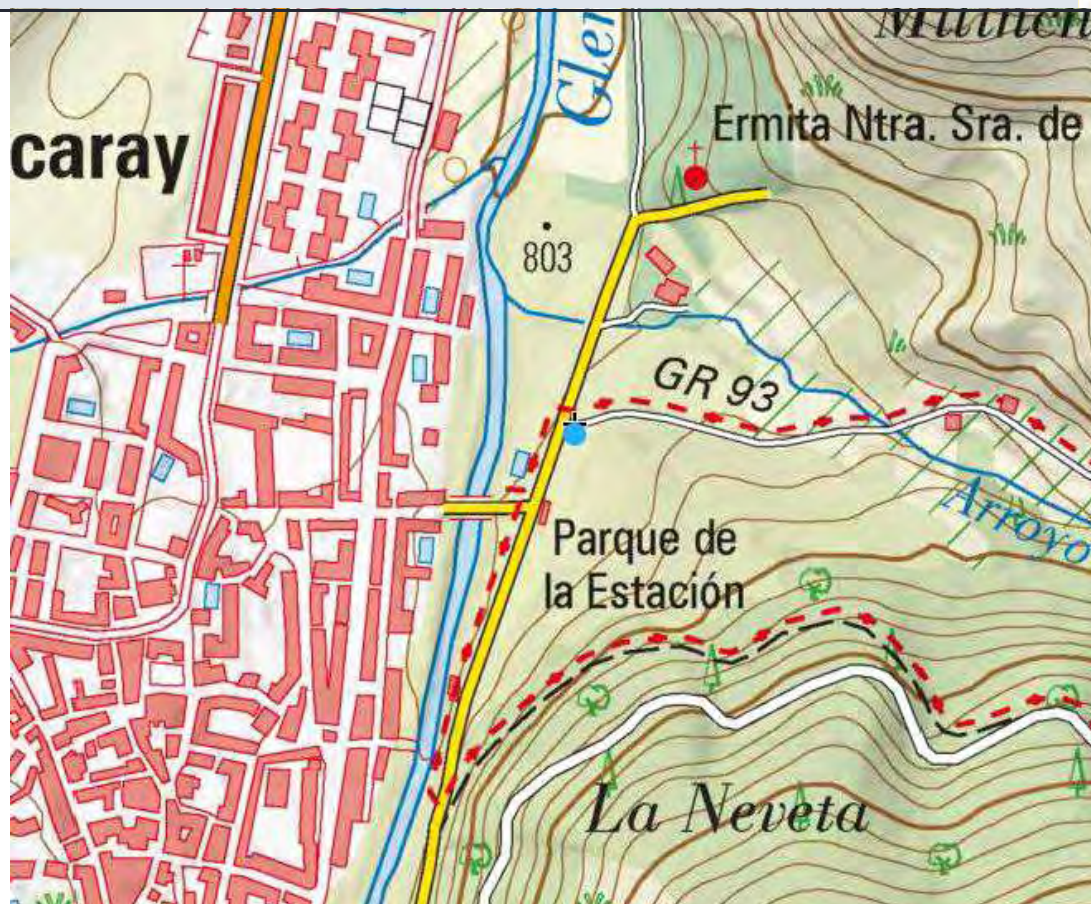 Ermita Ntra. Sra. de
caray
803
GR 93
Arroyo
Parque de
la Estación
La Neveta